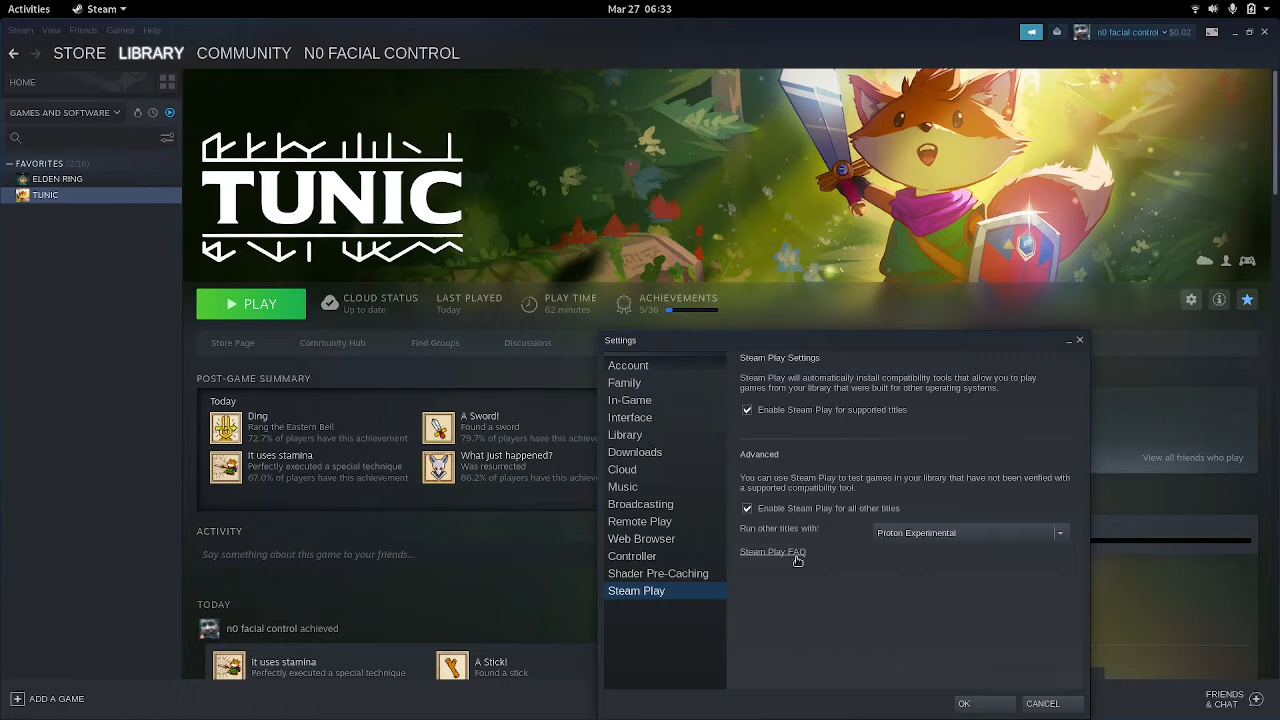 Activities
Steam
Mar 27 06:33
Steam View Friends Games Help
n0 facial control $0.02
STORE LIBRARY COMMUNITY N0 FACIAL CONTROL
HOME
GAMES AND SOFTWARE
FAVORITES (2/16)
ELDEN RING
TUNIC
TUNIC
PLAY
CLOUD STATUS
Up to date
LAST PLAYED
Today
PLAY TIME
62 minutes
ACHIEVEMENTS
5/36
Store Page Community Hub Find Groups Discussions
POST-GAME SUMMARY
Today
Ding
Rang the Eastern Bell
72.7% of players have this achievement
A Sword!
Found a sword
79.7% of players have this achieveme
It uses stamina
Perfectly executed a special technique
67.0% of players have this achievement
What just happened?
Was resurrected
86.2% of players have this achieveme
ACTIVITY
Say something about this game to your friends...
TODAY
n0 facial control achieved
It uses stamina
Perfectly executed a special technique
A Stick!
Found a stick
View all friends who play
Settings
Account
Family
In-Game
Interface
Library
Downloads
Cloud
Music
Broadcasting
Remote Play
Web Browser
Controller
Shader Pre-Caching
Steam Play
Steam Play Settings
Steam Play will automatically install compatibility tools that allow you to play
games from your library that were built for other operating systems.
Enable Steam Play for supported titles
Advanced
You can use Steam Play to test games in your library that have not been verified with
a supported compatibility tool.
Enable Steam Play for all other titles
Run other titles with: Proton Experimental
Steam Play FAQ
OK CANCEL
ADD A GAME
FRIENDS
& CHAT